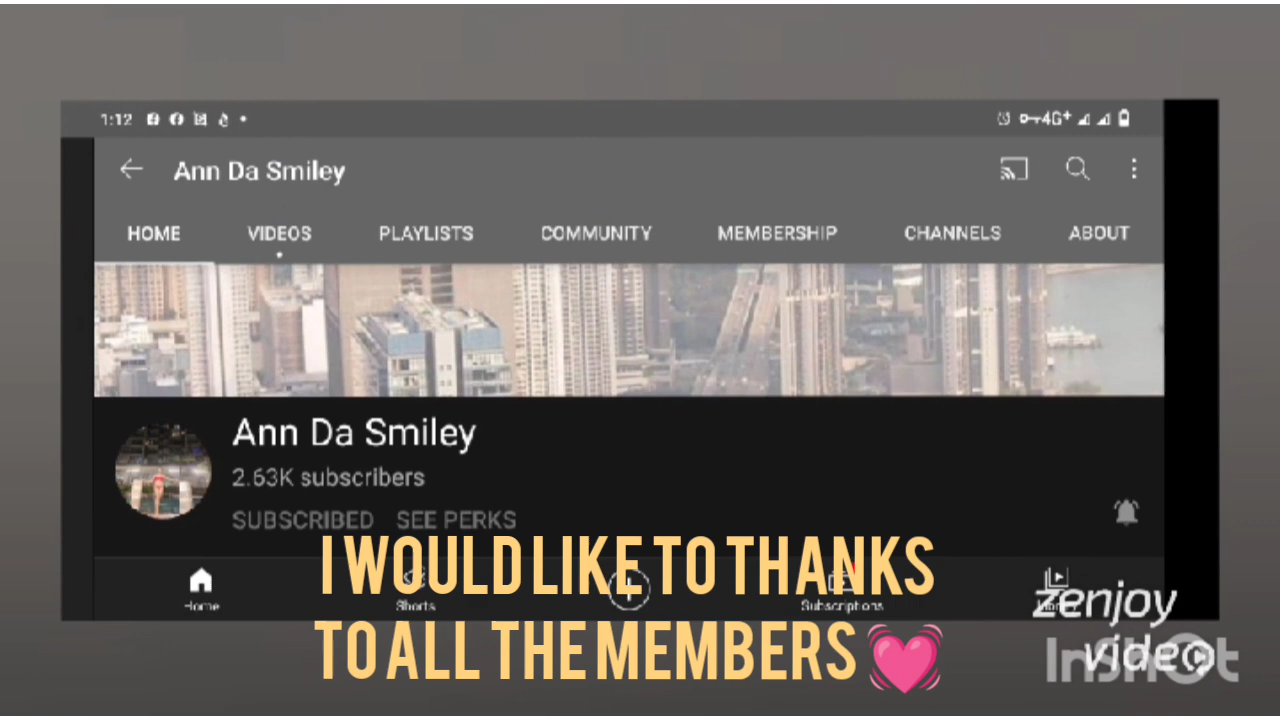 1:12
4G+
Ann Da Smiley
HOME VIDEOS PLAYLISTS COMMUNITY MEMBERSHIP CHANNELS ABOUT
Ann Da Smiley
2.63K subscribers
SUBSCRIBED SEE PERKS
Home Shorts Subscriptions
I WOULD LIKE TO THANKS
TO ALL THE MEMBERS
zenjoy
video
InShot